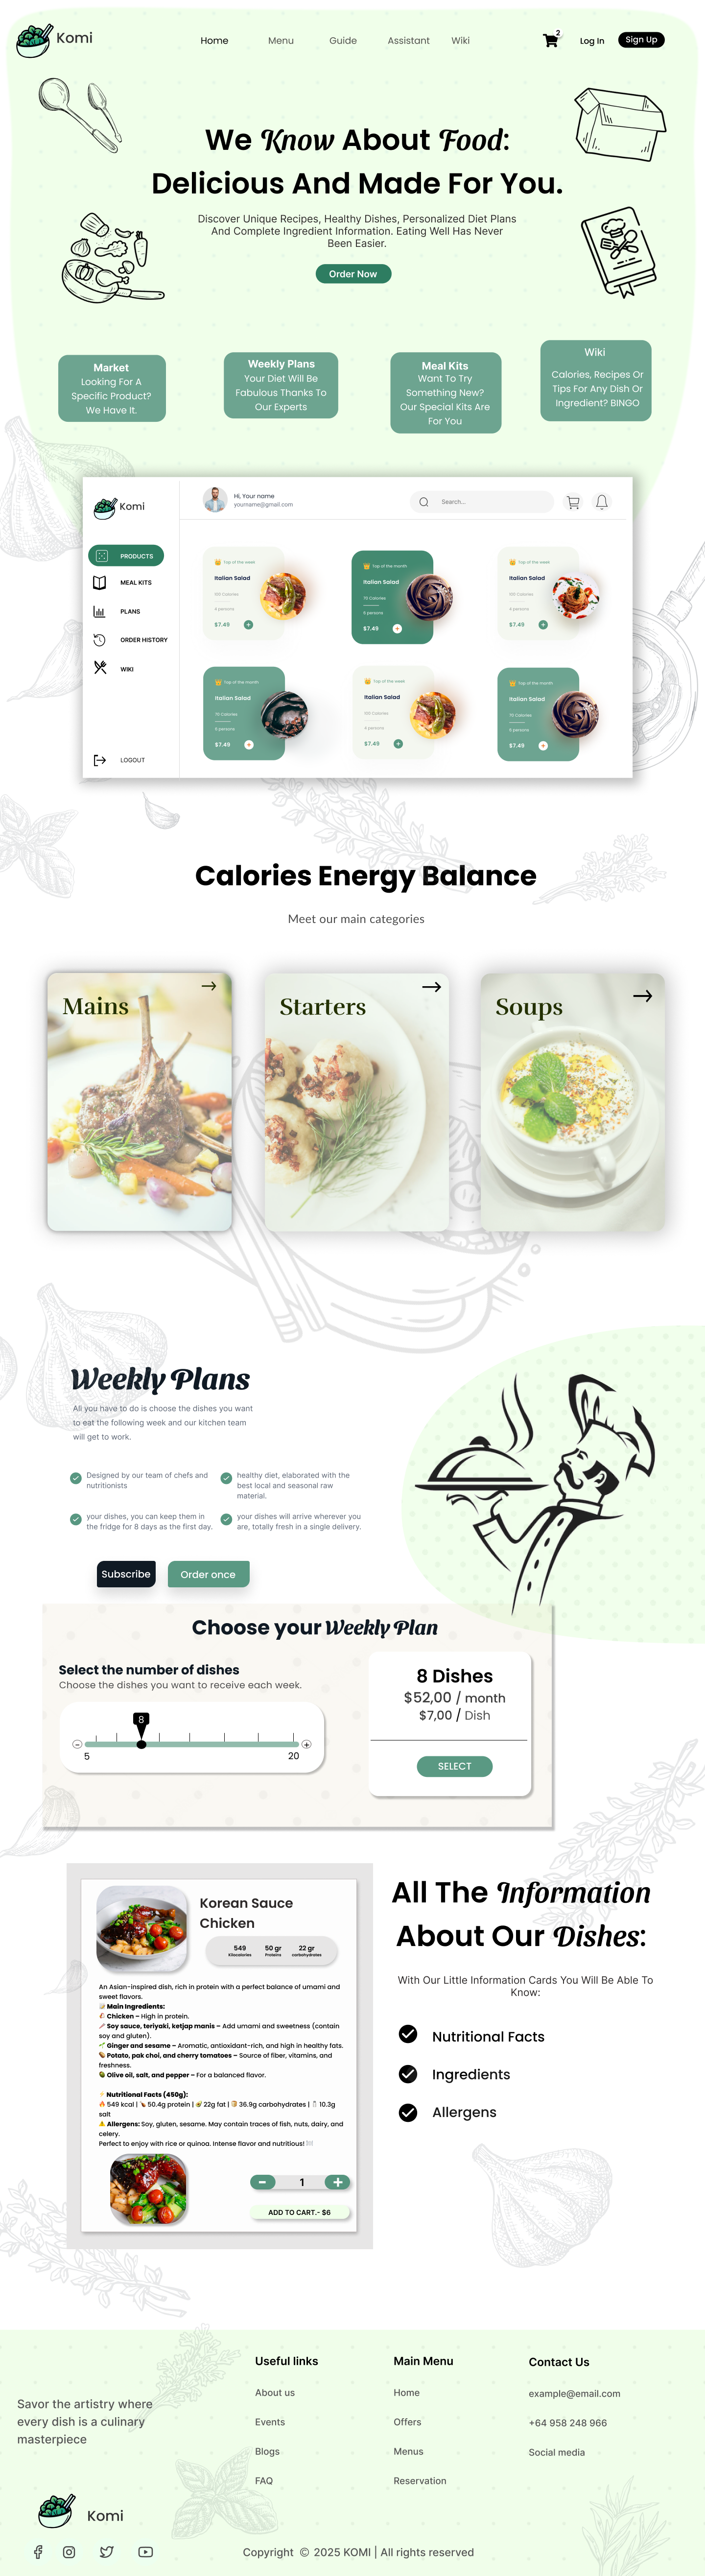 Komi
Home
Menu
Guide
Assistant
Wiki
2
Log In
Sign Up
We Know About Food:
Delicious And Made For You.
Discover Unique Recipes, Healthy Dishes, Personalized Diet Plans
And Complete Ingredient Information. Eating Well Has Never
Been Easier.
Order Now
Market
Looking For A
Specific Product?
We Have It.
Weekly Plans
Your Diet Will Be
Fabulous Thanks To
Our Experts
Meal Kits
Want To Try
Something New?
Our Special Kits Are
For You
Wiki
Calories, Recipes Or
Tips For Any Dish Or
Ingredient? BINGO
Komi
Hi, Your name
yourname@gmail.com
Search...
PRODUCTS
MEAL KITS
PLANS
ORDER HISTORY
WIKI
LOGOUT
Top of the week
Italian Salad
100 Calories
4 persons
$7.49
Top of the month
Italian Salad
70 Calories
5 persons
$7.49
Top of the week
Italian Salad
100 Calories
4 persons
$7.49
Top of the month
Italian Salad
70 Calories
5 persons
$7.49
Top of the week
Italian Salad
100 Calories
4 persons
$7.49
Top of the month
Italian Salad
70 Calories
5 persons
$7.49
Calories Energy Balance
Meet our main categories
Mains
Starters
Soups
Weekly Plans
All you have to do is choose the dishes you want
to eat the following week and our kitchen team
will get to work.
Designed by our team of chefs and
nutritionists
healthy diet, elaborated with the
best local and seasonal raw
material.
your dishes, you can keep them in
the fridge for 8 days as the first day.
your dishes will arrive wherever you
are, totally fresh in a single delivery.
Subscribe
Order once
Choose your Weekly Plan
Select the number of dishes
Choose the dishes you want to receive each week.
8
5
20
8 Dishes
$52,00 / month
$7,00 / Dish
SELECT
Korean Sauce
Chicken
549
Kilocalories
50 gr
Proteins
22 gr
carbohydrates
An Asian-inspired dish, rich in protein with a perfect balance of umami and
sweet flavors.
Main Ingredients:
Chicken – High in protein.
Soy sauce, teriyaki, ketjap manis – Add umami and sweetness (contain
soy and gluten).
Ginger and sesame – Aromatic, antioxidant-rich, and high in healthy fats.
Potato, pak choi, and cherry tomatoes – Source of fiber, vitamins, and
freshness.
Olive oil, salt, and pepper – For a balanced flavor.
Nutritional Facts (450g):
549 kcal | 50.4g protein | 22g fat | 36.9g carbohydrates | 10.3g
salt
Allergens: Soy, gluten, sesame. May contain traces of fish, nuts, dairy, and
celery.
Perfect to enjoy with rice or quinoa. Intense flavor and nutritious!
1
ADD TO CART.- $6
All The Information
About Our Dishes:
With Our Little Information Cards You Will Be Able To
Know:
Nutritional Facts
Ingredients
Allergens
Savor the artistry where
every dish is a culinary
masterpiece
Komi
Useful links
About us
Events
Blogs
FAQ
Main Menu
Home
Offers
Menus
Reservation
Contact Us
example@email.com
+64 958 248 966
Social media
Copyright © 2025 KOMI | All rights reserved